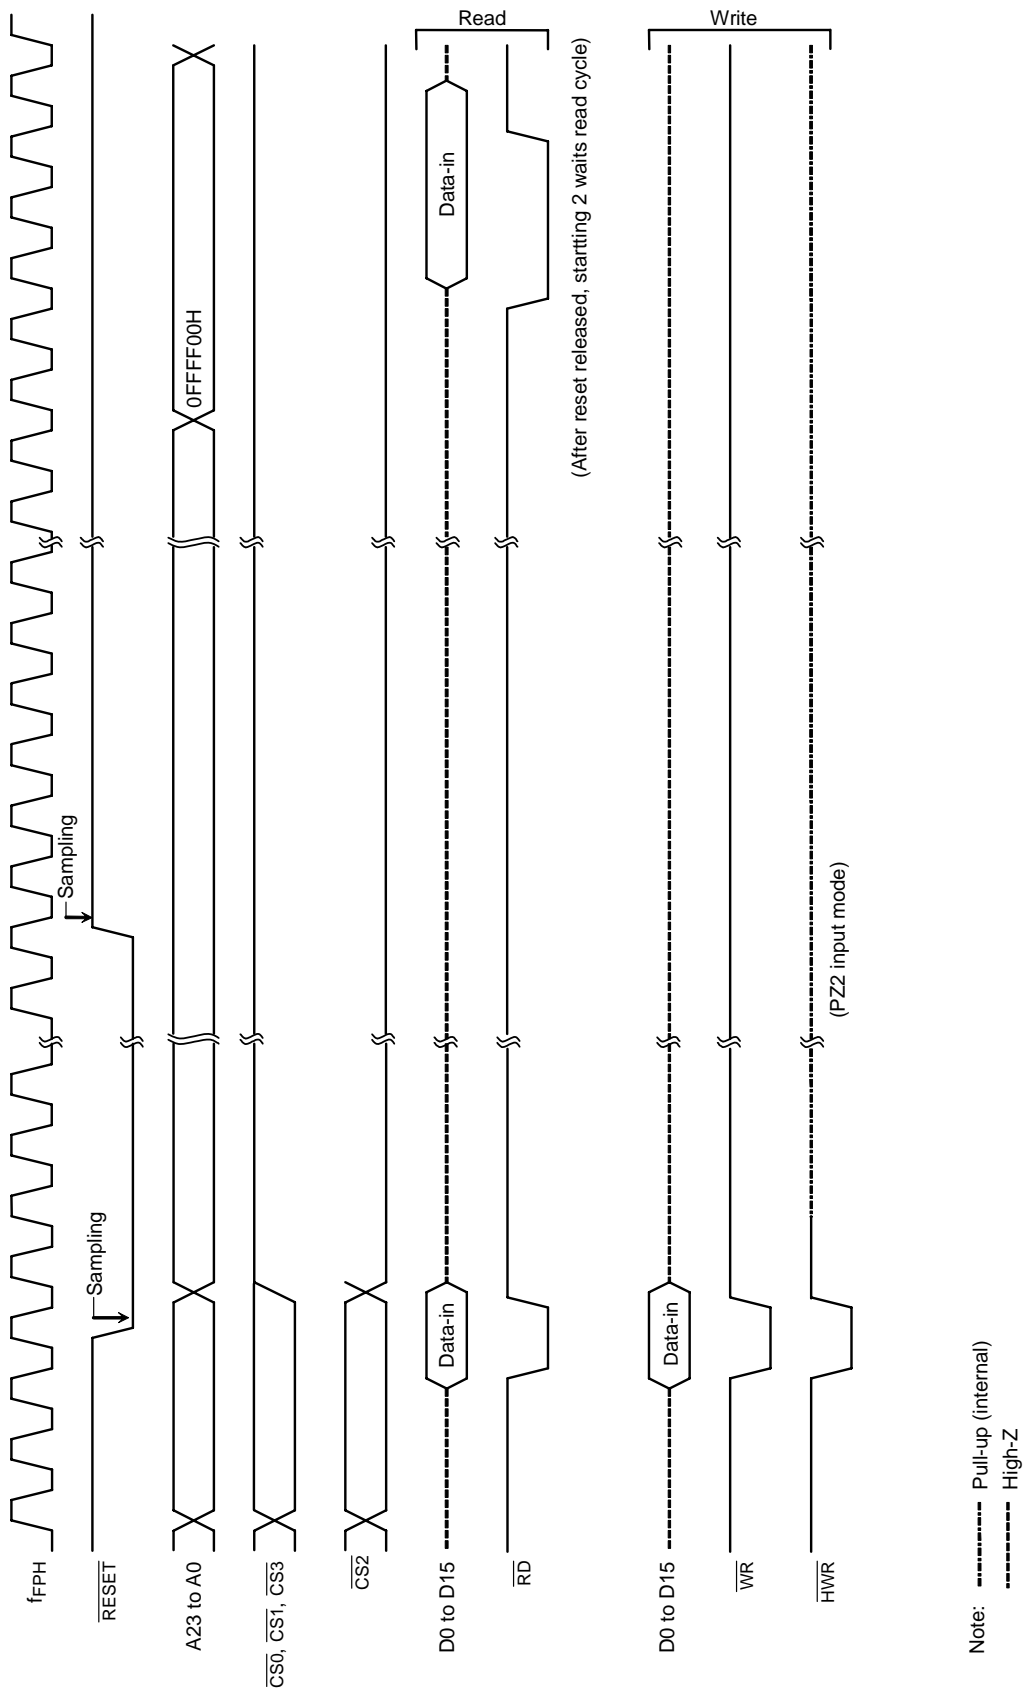 f_FPH
Sampling
Sampling
RESET
A23 to A0
0FFFF00H
CS0, CS1, CS3
CS2
Read
D0 to D15
Data-in
Data-in
RD
(After reset released, startting 2 waits read cycle)
Write
D0 to D15
Data-in
WR
HWR
(PZ2 input mode)
Note:
Pull-up (internal)
High-Z